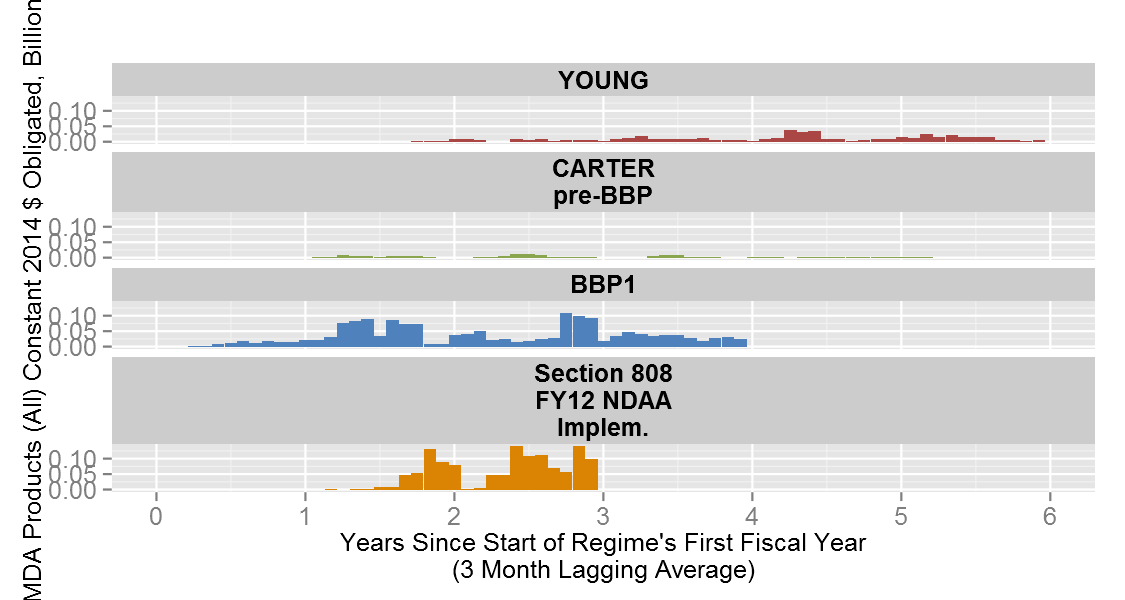 MDA Products (All) Constant 2014 $ Obligated, Billion
YOUNG
0.10
0.05
0.00
CARTER
pre-BBP
0.10
0.05
0.00
BBP1
0.10
0.05
0.00
Section 808
FY12 NDAA
Implem.
0.10
0.05
0.00
0 1 2 3 4 5 6
Years Since Start of Regime's First Fiscal Year
(3 Month Lagging Average)